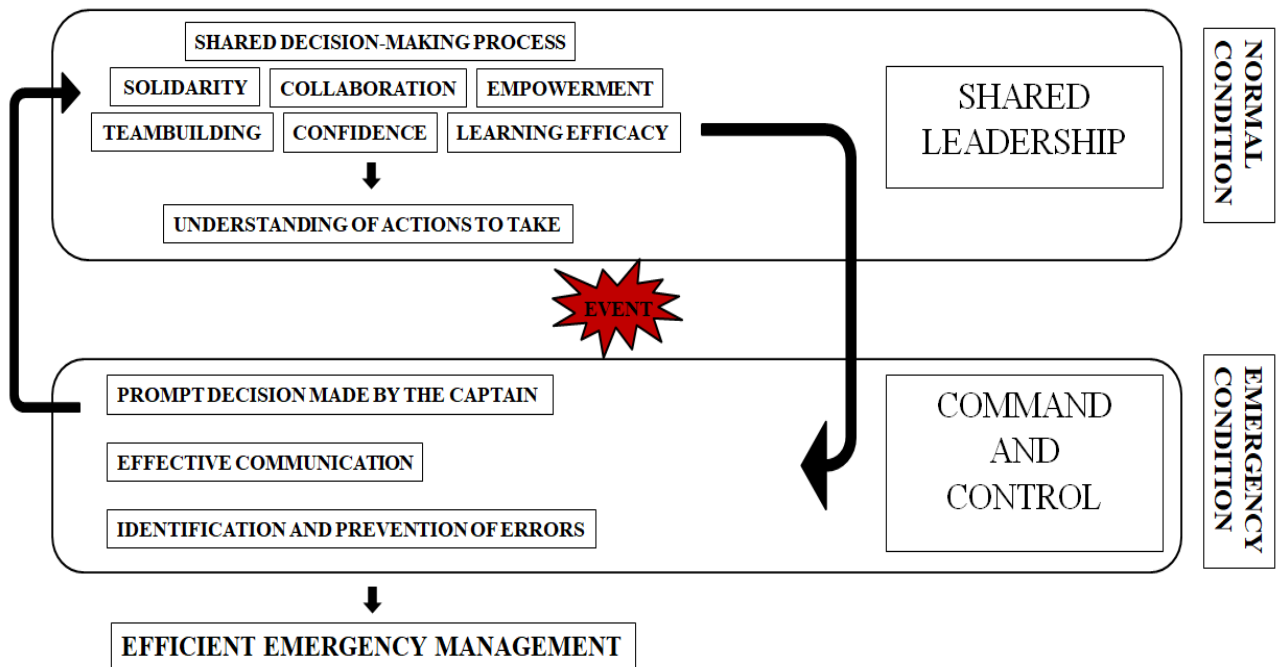 SHARED DECISION-MAKING PROCESS
SOLIDARITY
COLLABORATION
EMPOWERMENT
TEAMBUILDING
CONFIDENCE
LEARNING EFFICACY
UNDERSTANDING OF ACTIONS TO TAKE
SHARED
LEADERSHIP
NORMAL
CONDITION
EVENT
PROMPT DECISION MADE BY THE CAPTAIN
EFFECTIVE COMMUNICATION
IDENTIFICATION AND PREVENTION OF ERRORS
COMMAND
AND
CONTROL
EMERGENCY
CONDITION
EFFICIENT EMERGENCY MANAGEMENT